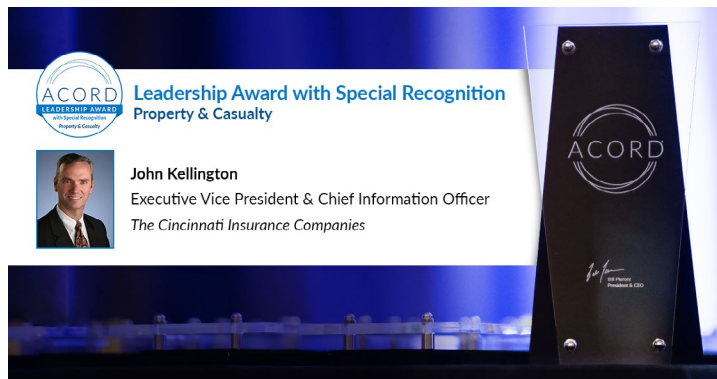 ACORD
LEADERSHIP AWARD
with Special Recognition
Property & Casualty
Leadership Award with Special Recognition
Property & Casualty
John Kellington
Executive Vice President & Chief Information Officer
The Cincinnati Insurance Companies
ACORD
President & CEO